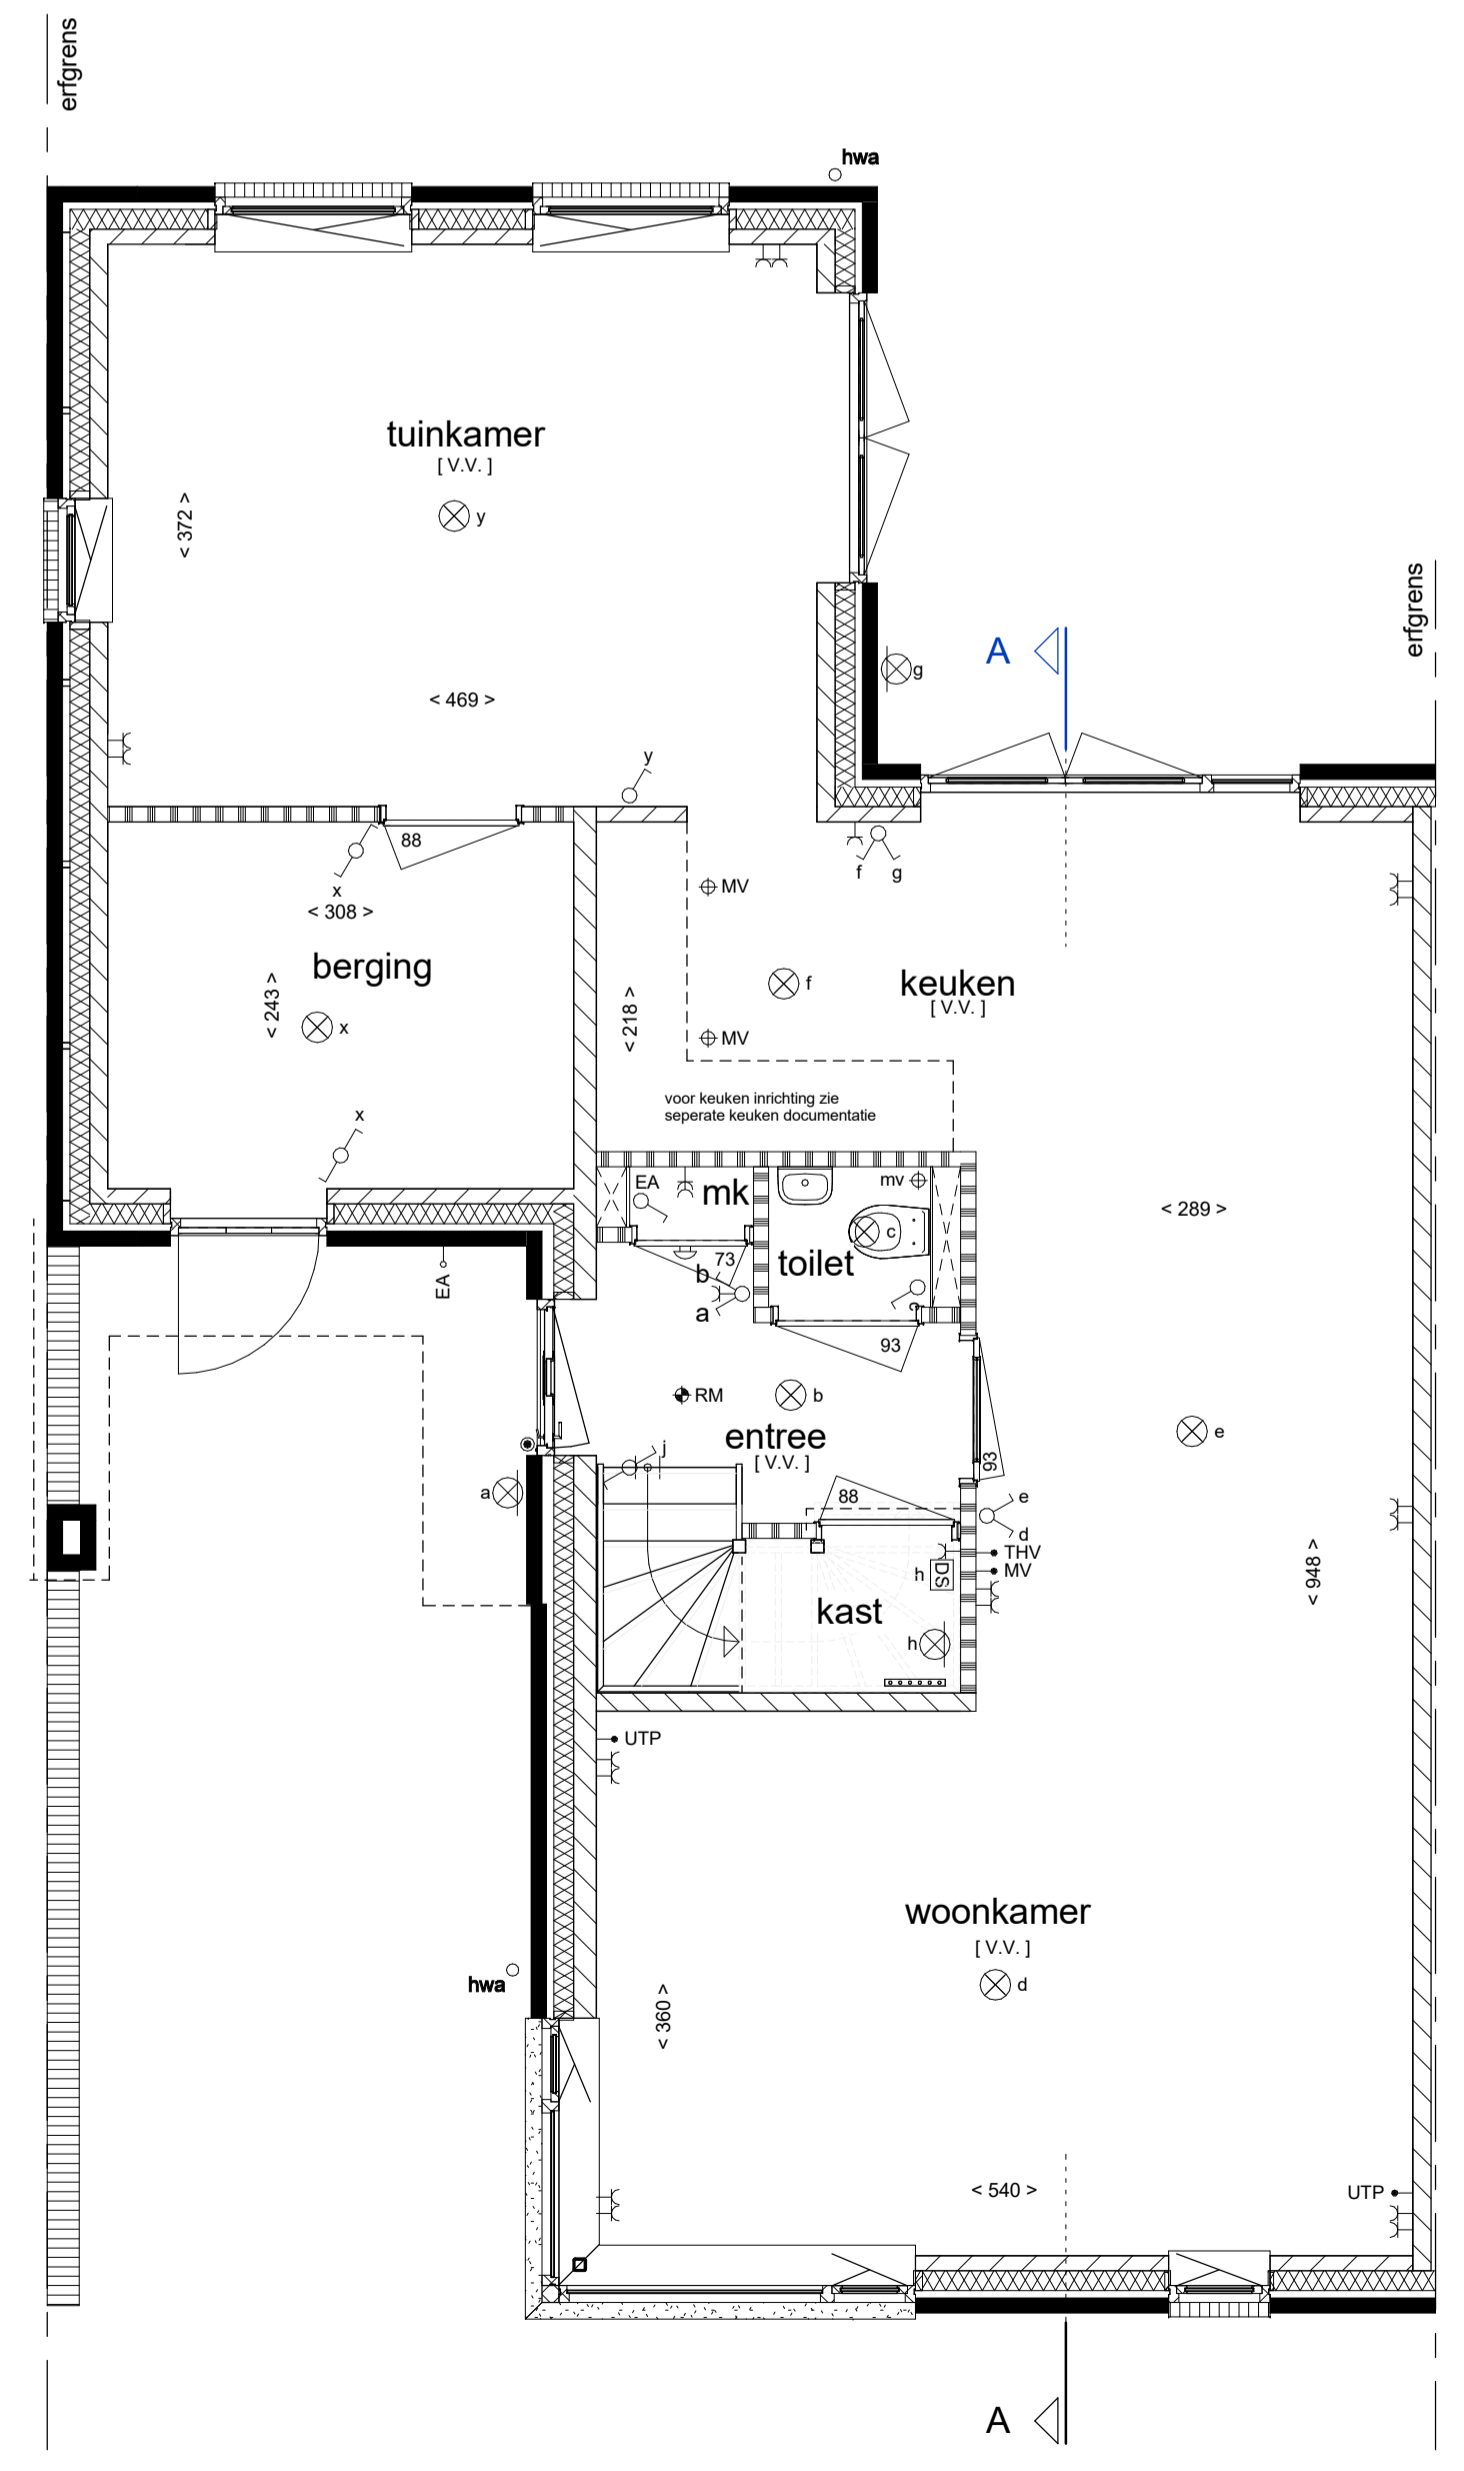 erfgrens
hwa
tuinkamer
[ V.V. ]
y
< 372 >
erfgrens
A
g
< 469 >
y
88
x
f
g
< 308 >
MV
berging
f
keuken
[ V.V. ]
< 243 >
< 218 >
x
MV
voor keuken inrichting zie
seperate keuken documentatie
x
EA
mk
mv
< 289 >
c
toilet
73
b
a
EA
c
93
RM
b
entree
[ V.V. ]
e
j
93
a
88
e
d
THV
MV
h
DS
kast
h
< 948 >
UTP
woonkamer
[ V.V. ]
d
hwa
< 360 >
< 540 >
UTP
A